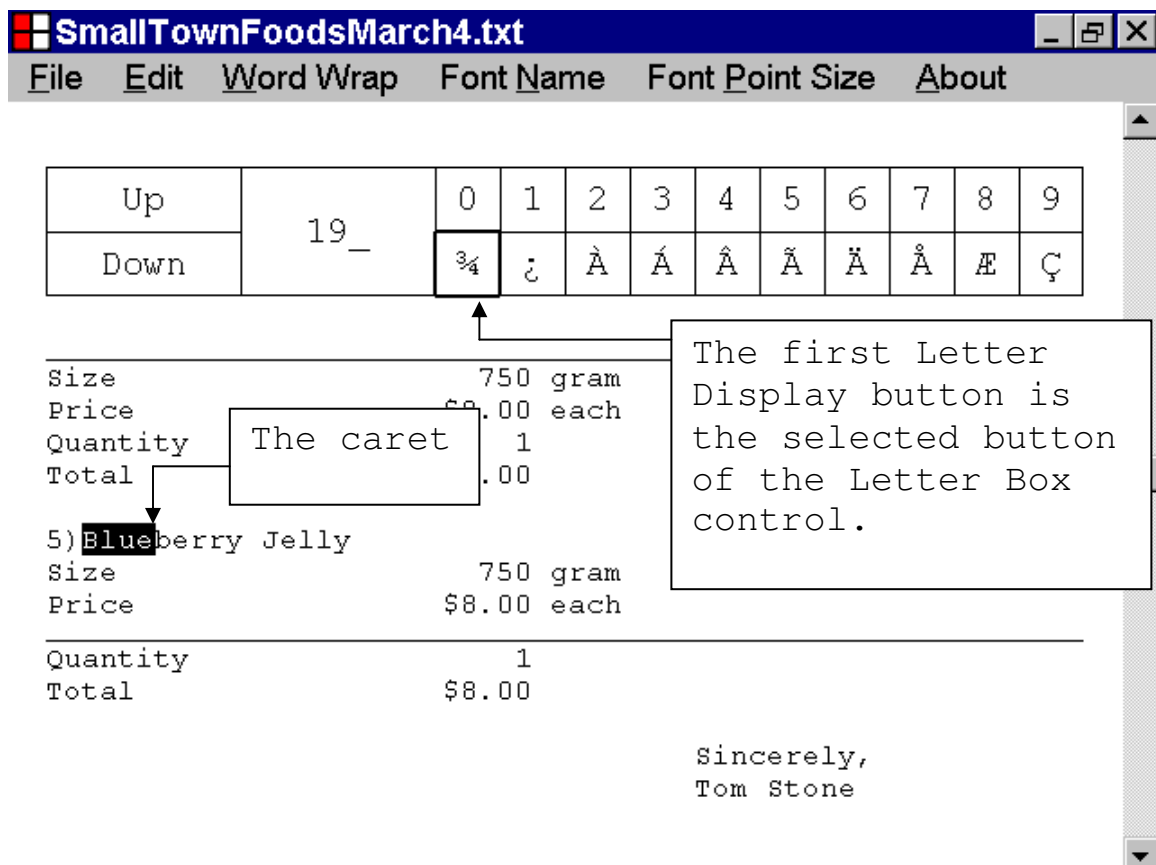 SmallTownFoodsMarch4.txt
File Edit Word Wrap Font Name Font Point Size About
Up 19_ 0 1 2 3 4 5 6 7 8 9
Down ¾ ¿ À Á Â Ã Ä Å Æ Ç
The first Letter
Display button is
the selected button
of the Letter Box
control.
Size 750 gram
Price .00 each
Quantity 1
Total .00
The caret
5)Blueberry Jelly
Size 750 gram
Price $8.00 each
Quantity 1
Total $8.00
Sincerely,
Tom Stone